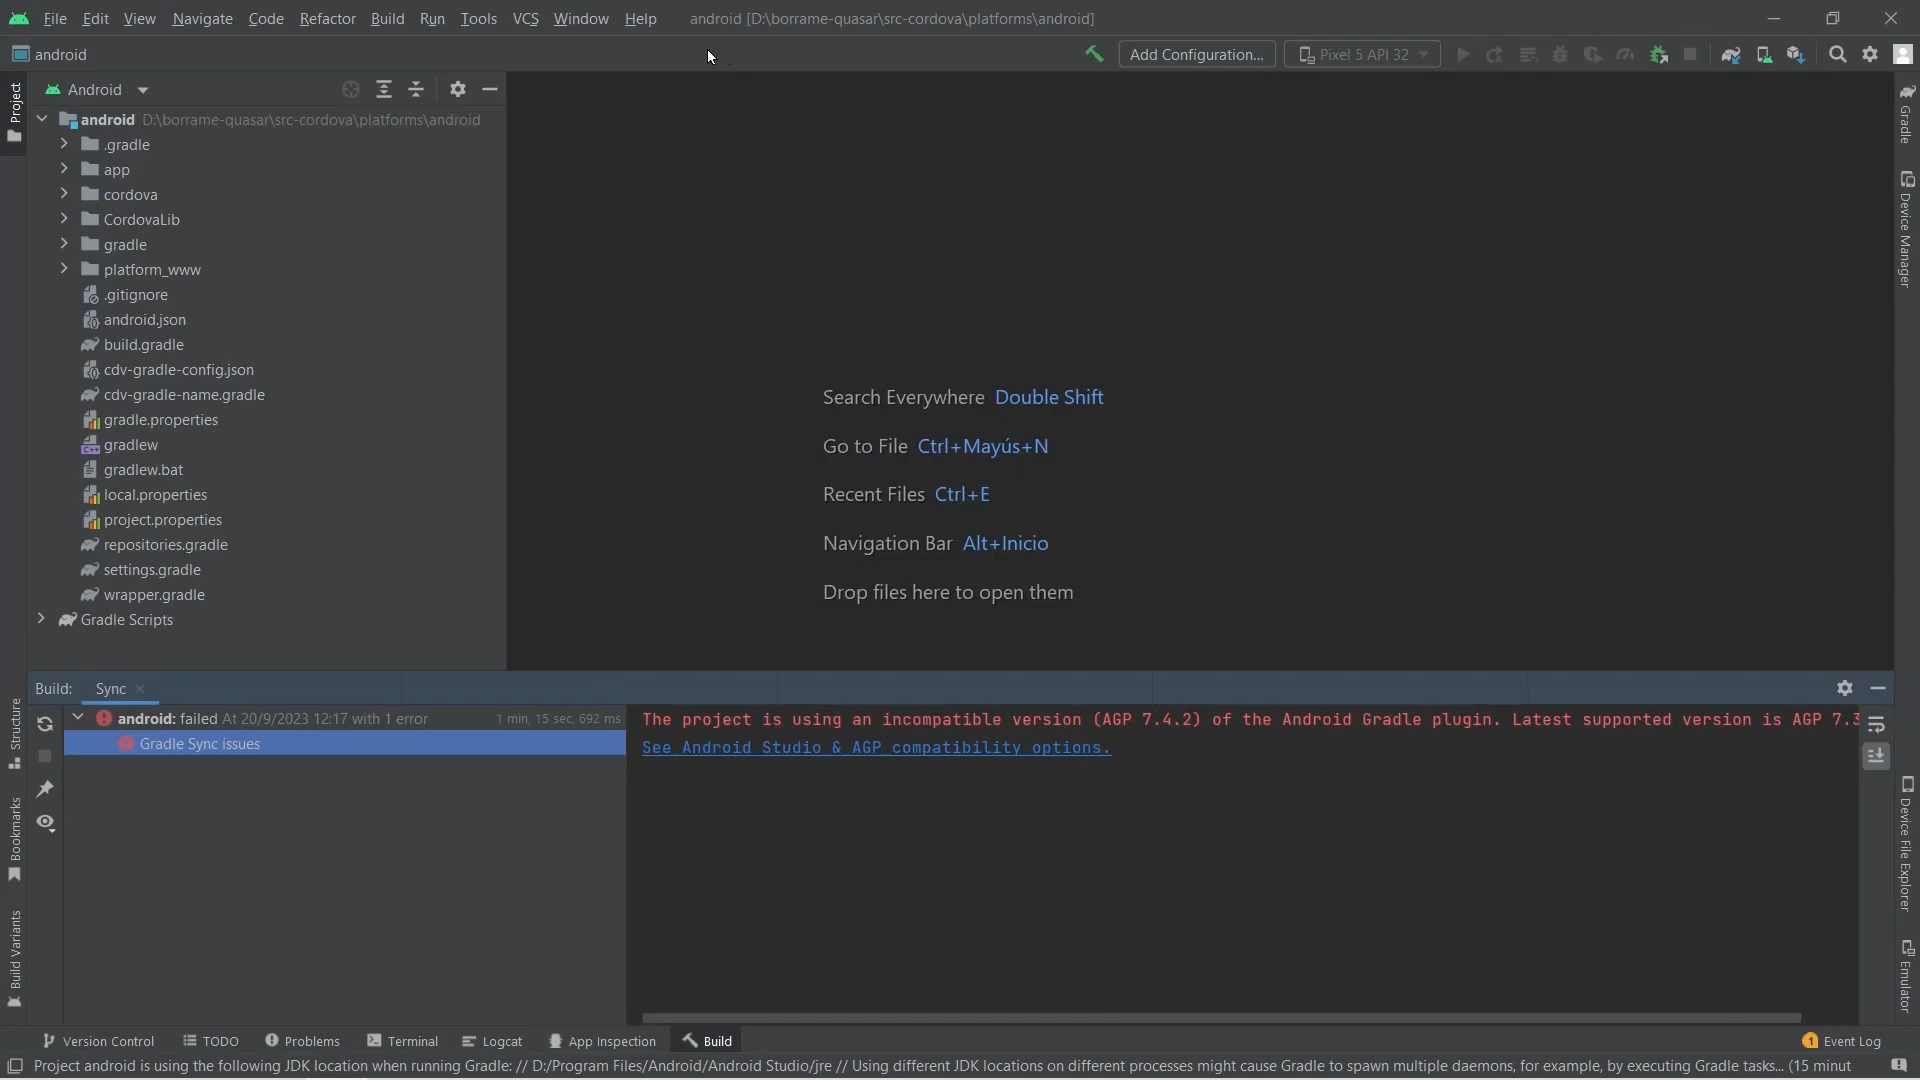 File Edit View Navigate Code Refactor Build Run Tools VCS Window Help android [D:\borrame-quasar\src-cordova\platforms\android]
android
Add Configuration... Pixel 5 API 32
Project
Android
android D:\borrame-quasar\src-cordova\platforms\android
.gradle
app
cordova
CordovaLib
gradle
platform_www
.gitignore
android.json
build.gradle
cdv-gradle-config.json
cdv-gradle-name.gradle
gradle.properties
gradlew
gradlew.bat
local.properties
project.properties
repositories.gradle
settings.gradle
wrapper.gradle
Gradle Scripts
Search Everywhere Double Shift
Go to File Ctrl+Mayús+N
Recent Files Ctrl+E
Navigation Bar Alt+Inicio
Drop files here to open them
Gradle
Device Manager
Build: Sync
android: failed At 20/9/2023 12:17 with 1 error 1 min, 15 sec, 692 ms
Gradle Sync issues
The project is using an incompatible version (AGP 7.4.2) of the Android Gradle plugin. Latest supported version is AGP 7.3
See Android Studio & AGP compatibility options.
Structure
Bookmarks
Build Variants
Device File Explorer
Emulator
Version Control TODO Problems Terminal Logcat App Inspection Build 1 Event Log
Project android is using the following JDK location when running Gradle: // D:/Program Files/Android/Android Studio/jre // Using different JDK locations on different processes might cause Gradle to spawn multiple daemons, for example, by executing Gradle tasks... (15 minut